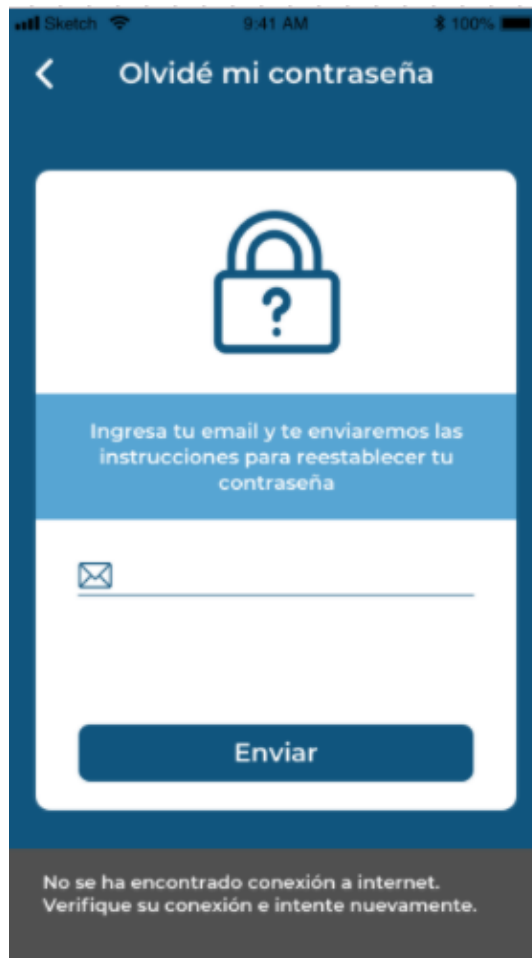 Sketch 9:41 AM 100%
Olvidé mi contraseña
?
Ingresa tu email y te enviaremos las
instrucciones para reestablecer tu
contraseña
Enviar
No se ha encontrado conexión a internet.
Verifique su conexión e intente nuevamente.